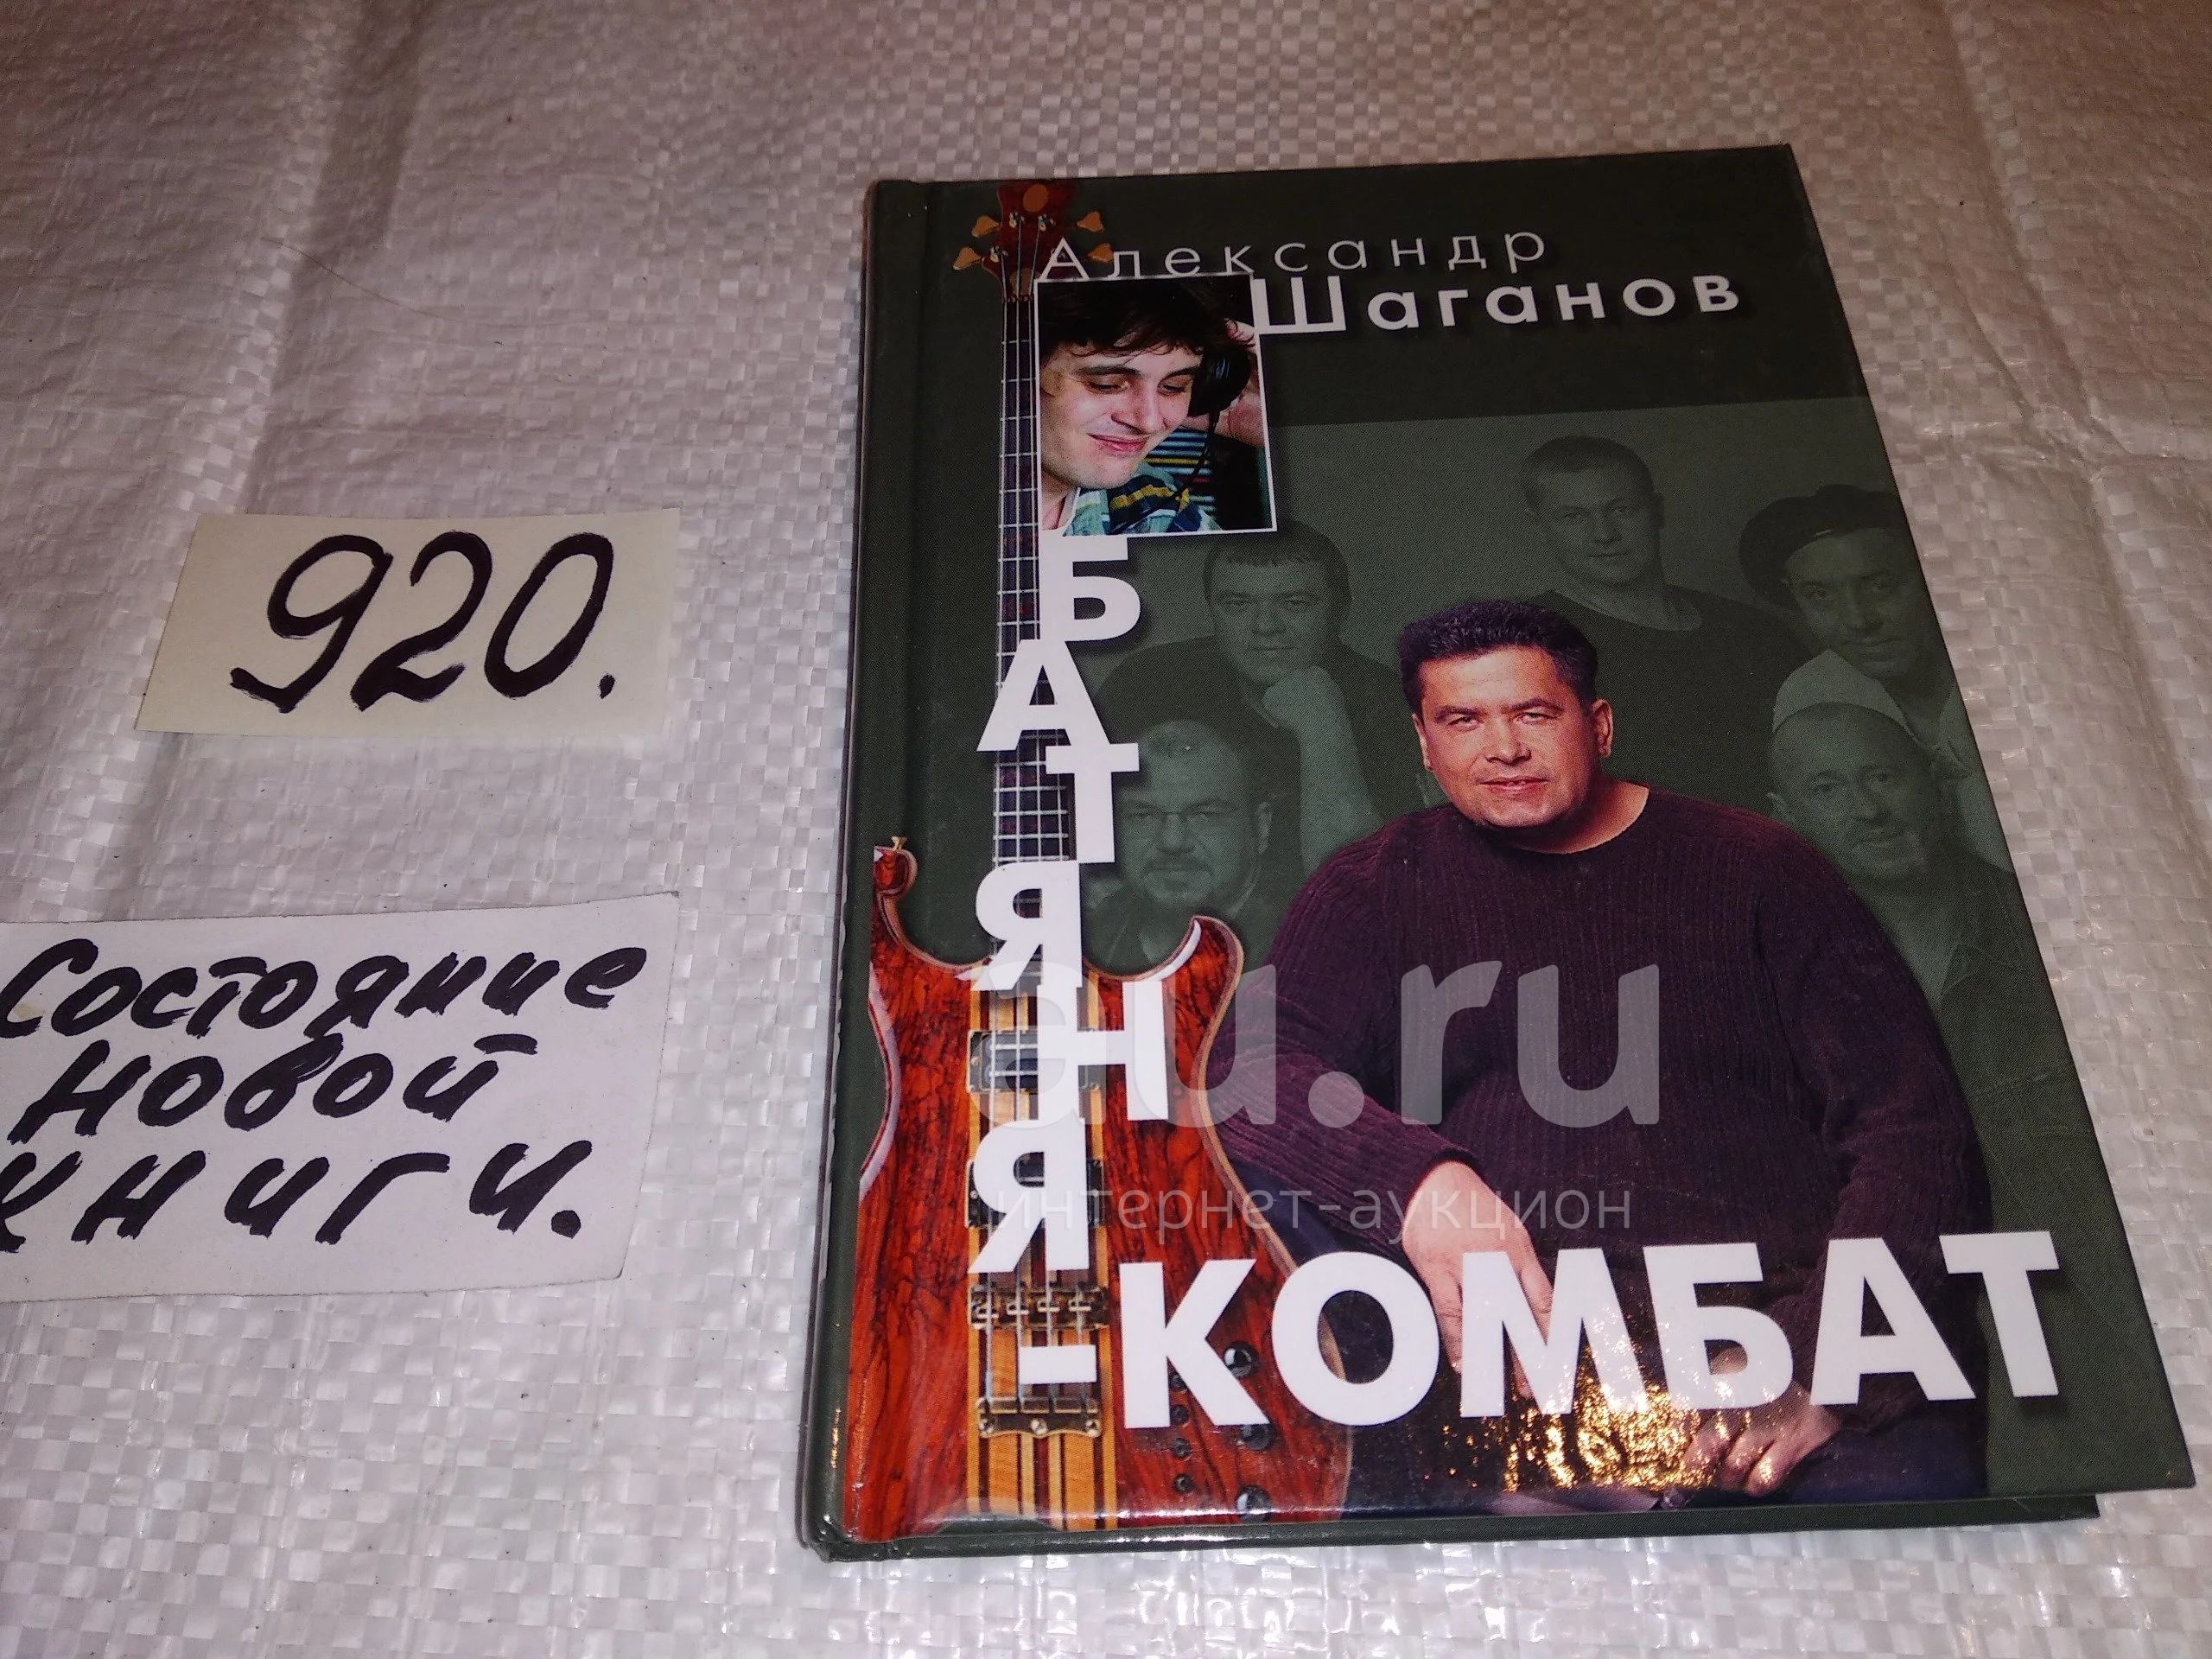 Александр
Шаганов
БАТЯНЯ
-КОМБАТ
920.
Состояние
новой
книги.
au.ru
интернет-аукцион